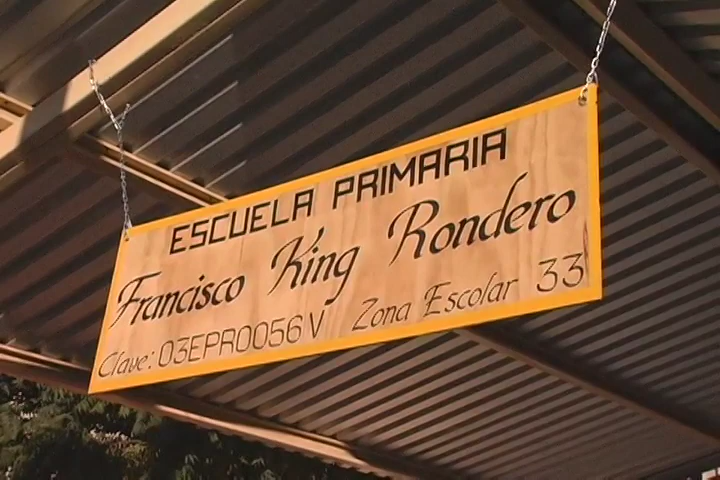 ESCUELA PRIMARIA
Francisco King Rondero
Clave: 03EPR0056V Zona Escolar 33